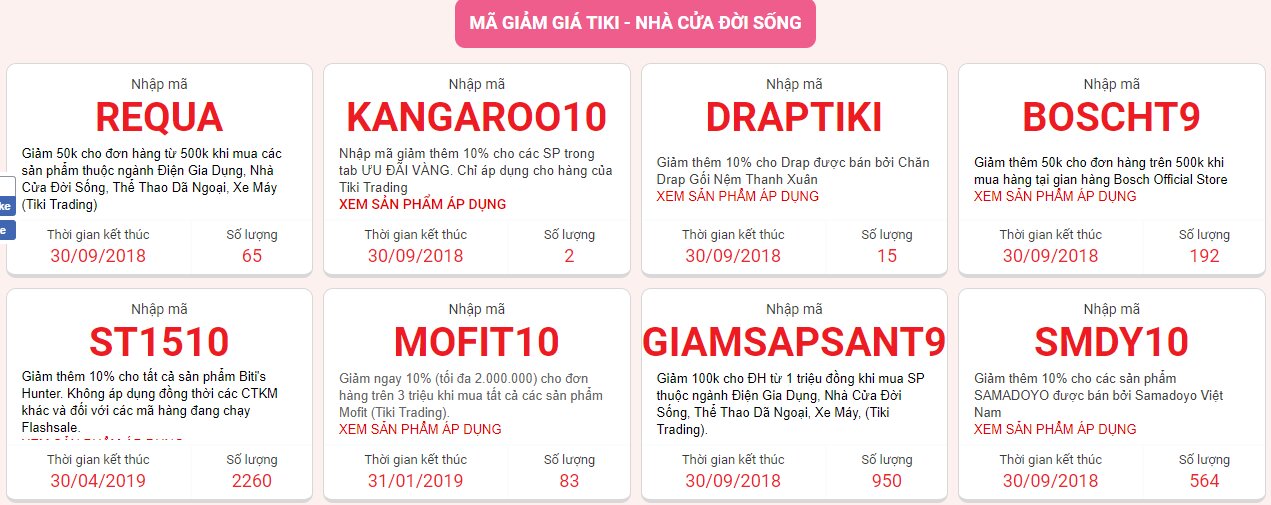 MÃ GIẢM GIÁ TIKI - NHÀ CỬA ĐỜI SỐNG
Nhập mã
REQUA
Giảm 50k cho đơn hàng từ 500k khi mua các
sản phẩm thuộc ngành Điện Gia Dụng, Nhà
Cửa Đời Sống, Thể Thao Dã Ngoại, Xe Máy
(Tiki Trading)
Thời gian kết thúc
Số lượng
30/09/2018
65
Nhập mã
KANGAROO10
Nhập mã giảm thêm 10% cho các SP trong
tab ƯU ĐÃI VÀNG. Chỉ áp dụng cho hàng của
Tiki Trading
XEM SẢN PHẨM ÁP DỤNG
Thời gian kết thúc
Số lượng
30/09/2018
2
Nhập mã
DRAPTIKI
Giảm thêm 10% cho Drap được bán bởi Chăn
Drap Gối Nệm Thanh Xuân
XEM SẢN PHẨM ÁP DỤNG
Thời gian kết thúc
Số lượng
30/09/2018
15
Nhập mã
BOSCHT9
Giảm thêm 50k cho đơn hàng trên 500k khi
mua hàng tại gian hàng Bosch Official Store
XEM SẢN PHẨM ÁP DỤNG
Thời gian kết thúc
Số lượng
30/09/2018
192
Nhập mã
ST1510
Giảm thêm 10% cho tất cả sản phẩm Biti's
Hunter. Không áp dụng đồng thời các CTKM
khác và đối với các mã hàng đang chạy
Flashsale.
Thời gian kết thúc
Số lượng
30/04/2019
2260
Nhập mã
MOFIT10
Giảm ngay 10% (tối đa 2.000.000) cho đơn
hàng trên 3 triệu khi mua tất cả các sản phẩm
Mofit (Tiki Trading).
XEM SẢN PHẨM ÁP DỤNG
Thời gian kết thúc
Số lượng
31/01/2019
83
Nhập mã
GIAMSAPSANT9
Giảm 100k cho ĐH từ 1 triệu đồng khi mua SP
thuộc ngành Điện Gia Dụng, Nhà Cửa Đời
Sống, Thể Thao Dã Ngoại, Xe Máy, (Tiki
Trading).
Thời gian kết thúc
Số lượng
30/09/2018
950
Nhập mã
SMDY10
Giảm thêm 10% cho các sản phẩm
SAMADOYO được bán bởi Samadoyo Việt
Nam
XEM SẢN PHẨM ÁP DỤNG
Thời gian kết thúc
Số lượng
30/09/2018
564